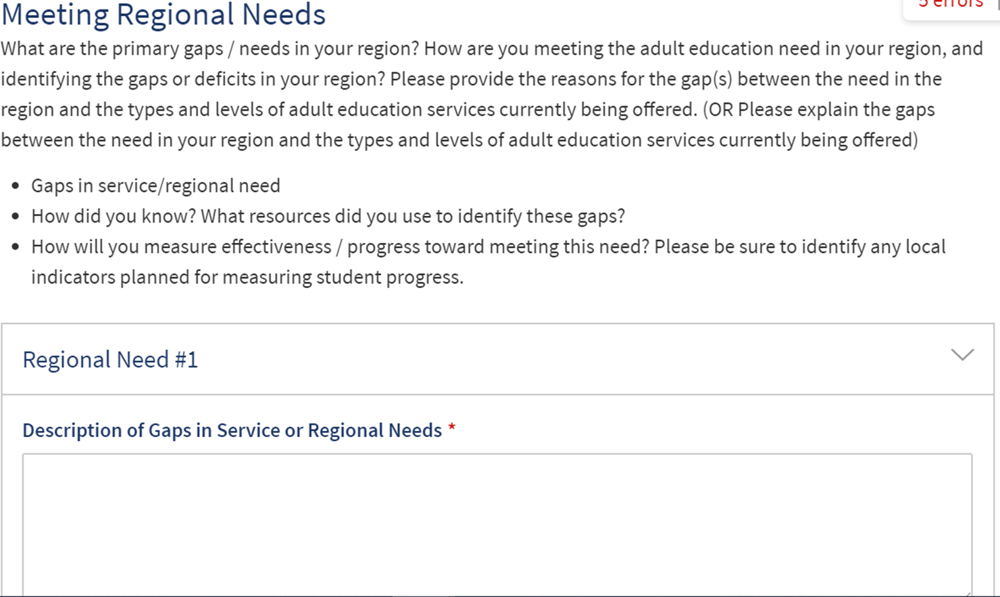 Meeting Regional Needs
5 errors
What are the primary gaps / needs in your region? How are you meeting the adult education need in your region, and
identifying the gaps or deficits in your region? Please provide the reasons for the gap(s) between the need in the
region and the types and levels of adult education services currently being offered. (OR Please explain the gaps
between the need in your region and the types and levels of adult education services currently being offered)
• Gaps in service/regional need
• How did you know? What resources did you use to identify these gaps?
• How will you measure effectiveness / progress toward meeting this need? Please be sure to identify any local
indicators planned for measuring student progress.
Regional Need #1
Description of Gaps in Service or Regional Needs *